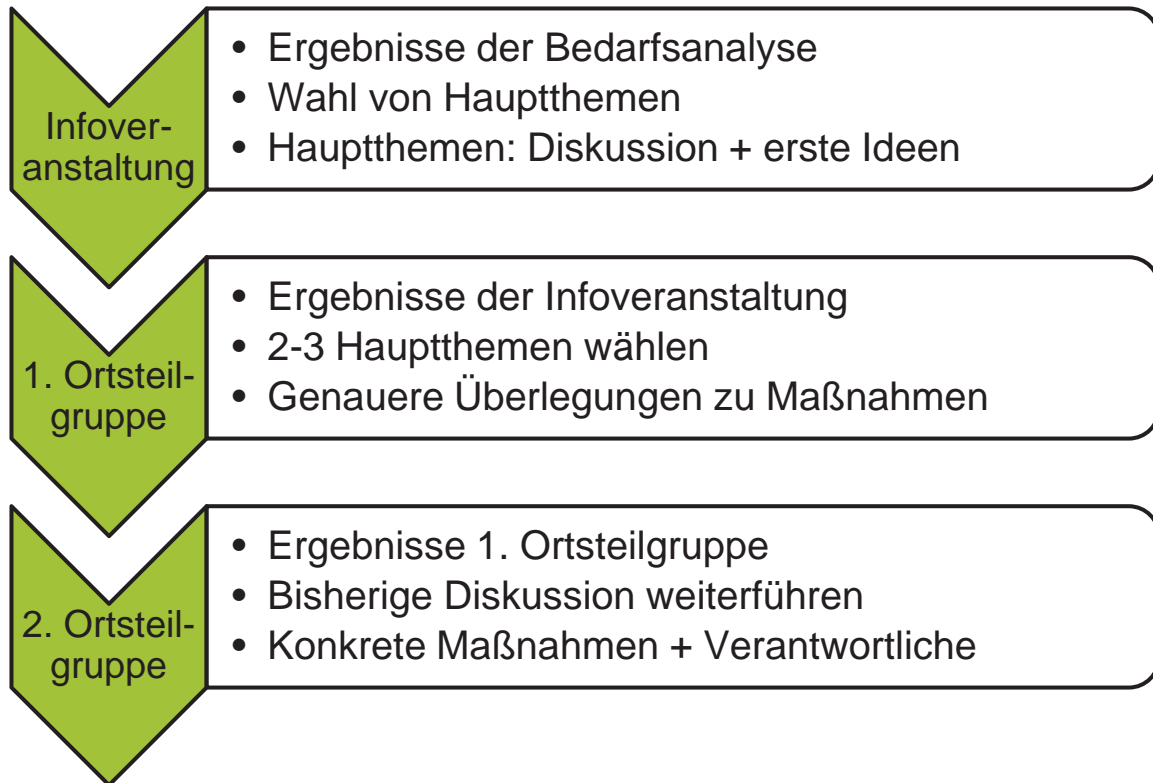 Infover-
anstaltung
• Ergebnisse der Bedarfsanalyse
• Wahl von Hauptthemen
• Hauptthemen: Diskussion + erste Ideen
1. Ortsteil-
gruppe
• Ergebnisse der Infoveranstaltung
• 2-3 Hauptthemen wählen
• Genauere Überlegungen zu Maßnahmen
2. Ortsteil-
gruppe
• Ergebnisse 1. Ortsteilgruppe
• Bisherige Diskussion weiterführen
• Konkrete Maßnahmen + Verantwortliche